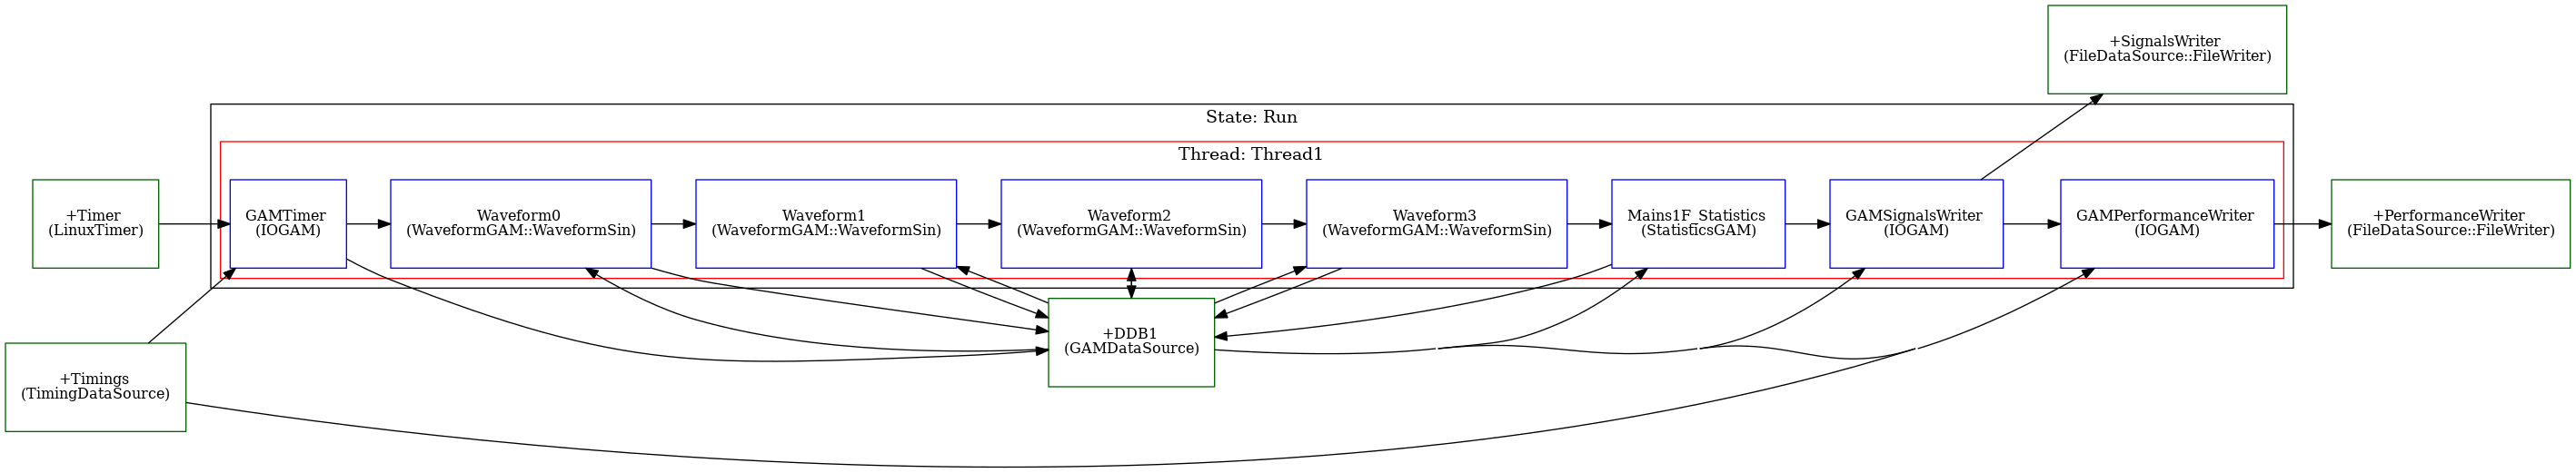 +SignalsWriter
(FileDataSource::FileWriter)
State: Run
Thread: Thread1
+Timer
(LinuxTimer)
GAMTimer
(IOGAM)
Waveform0
(WaveformGAM::WaveformSin)
Waveform1
(WaveformGAM::WaveformSin)
Waveform2
(WaveformGAM::WaveformSin)
Waveform3
(WaveformGAM::WaveformSin)
Mains1F_Statistics
(StatisticsGAM)
GAMSignalsWriter
(IOGAM)
GAMPerformanceWriter
(IOGAM)
+PerformanceWriter
(FileDataSource::FileWriter)
+DDB1
(GAMDataSource)
+Timings
(TimingDataSource)